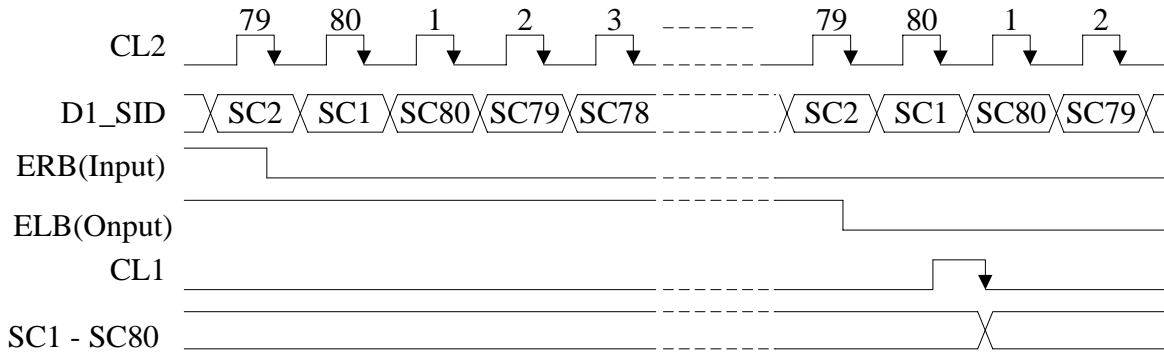 79 80 1 2 3 79 80 1 2
CL2
D1_SID SC2 SC1 SC80 SC79 SC78 SC2 SC1 SC80 SC79
ERB(Input)
ELB(Onput)
CL1
SC1 - SC80